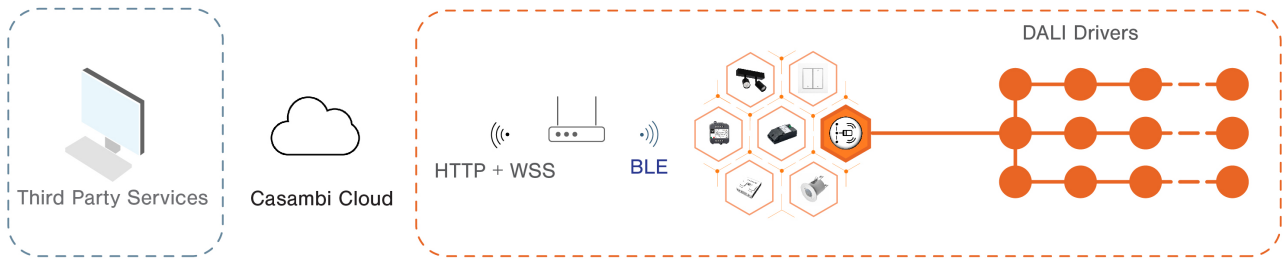 DALI Drivers
HTTP + WSS
BLE
Third Party Services
Casambi Cloud